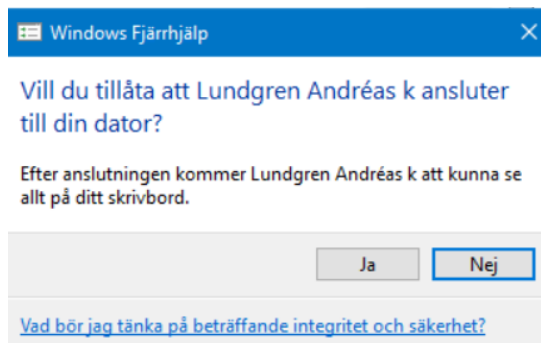 Windows Fjärrhjälp
Vill du tillåta att Lundgren Andréas k ansluter
till din dator?
Efter anslutningen kommer Lundgren Andréas k att kunna se
allt på ditt skrivbord.
Ja
Nej
Vad bör jag tänka på beträffande integritet och säkerhet?